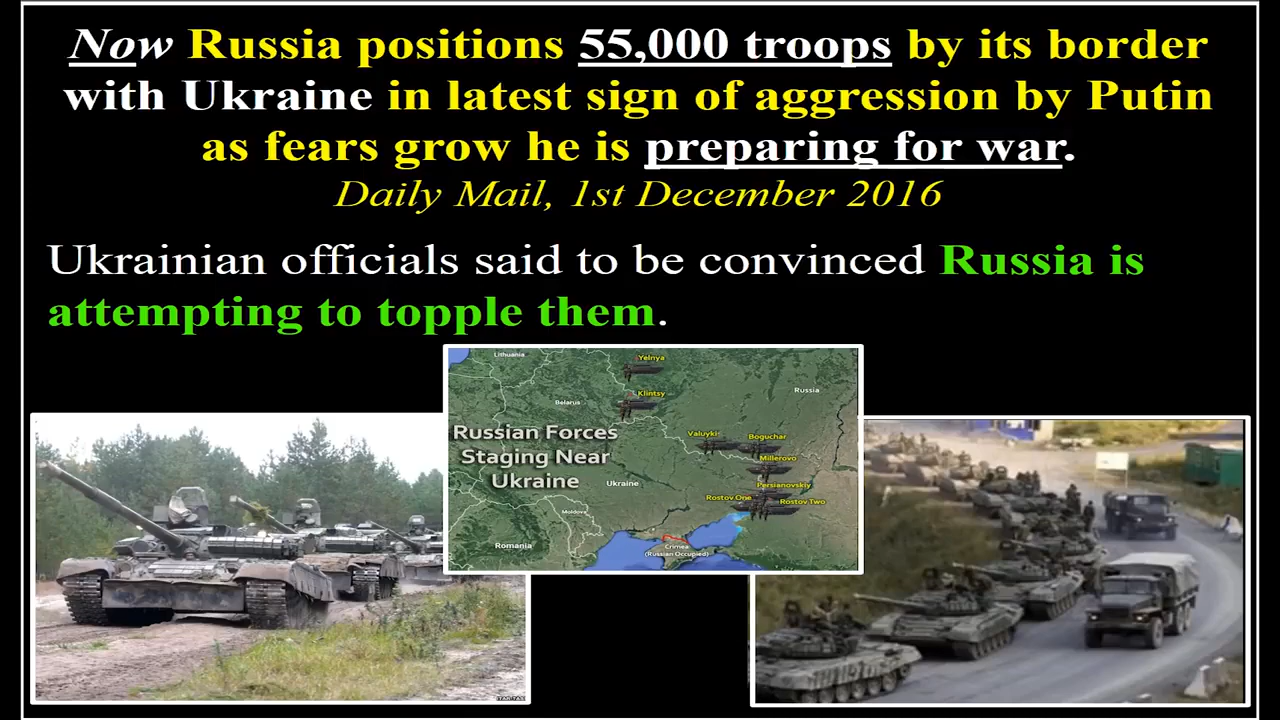 Now Russia positions 55,000 troops by its border
with Ukraine in latest sign of aggression by Putin
as fears grow he is preparing for war.
Daily Mail, 1st December 2016
Ukrainian officials said to be convinced Russia is
attempting to topple them.
Lithuania
Yelnya
Russia
Belarus
Klintsy
Russian Forces
Staging Near
Ukraine
Valuyki
Boguchar
Millerovo
Ukraine
Persianovskiy
Rostov One
Rostov Two
Moldova
Romania
Crimea
(Russian Occupied)